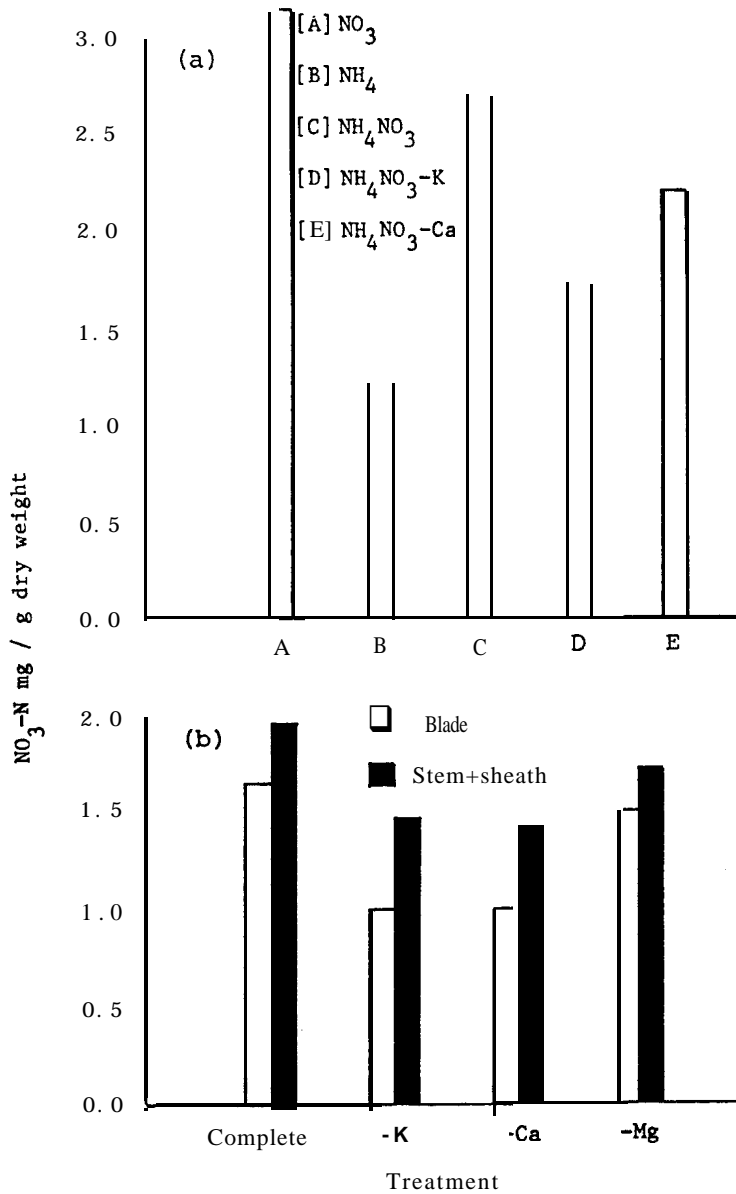 NO3-N mg / g dry weight
3.0
2.5
2.0
1.5
1.0
0.5
0.0
(a)
[A] NO3
[B] NH4
[C] NH4NO3
[D] NH4NO3-K
[E] NH4NO3-Ca
A B C D E
2.0
1.5
1.0
0.5
0.0
(b)
Blade
Stem+sheath
Complete -K -Ca -Mg
Treatment